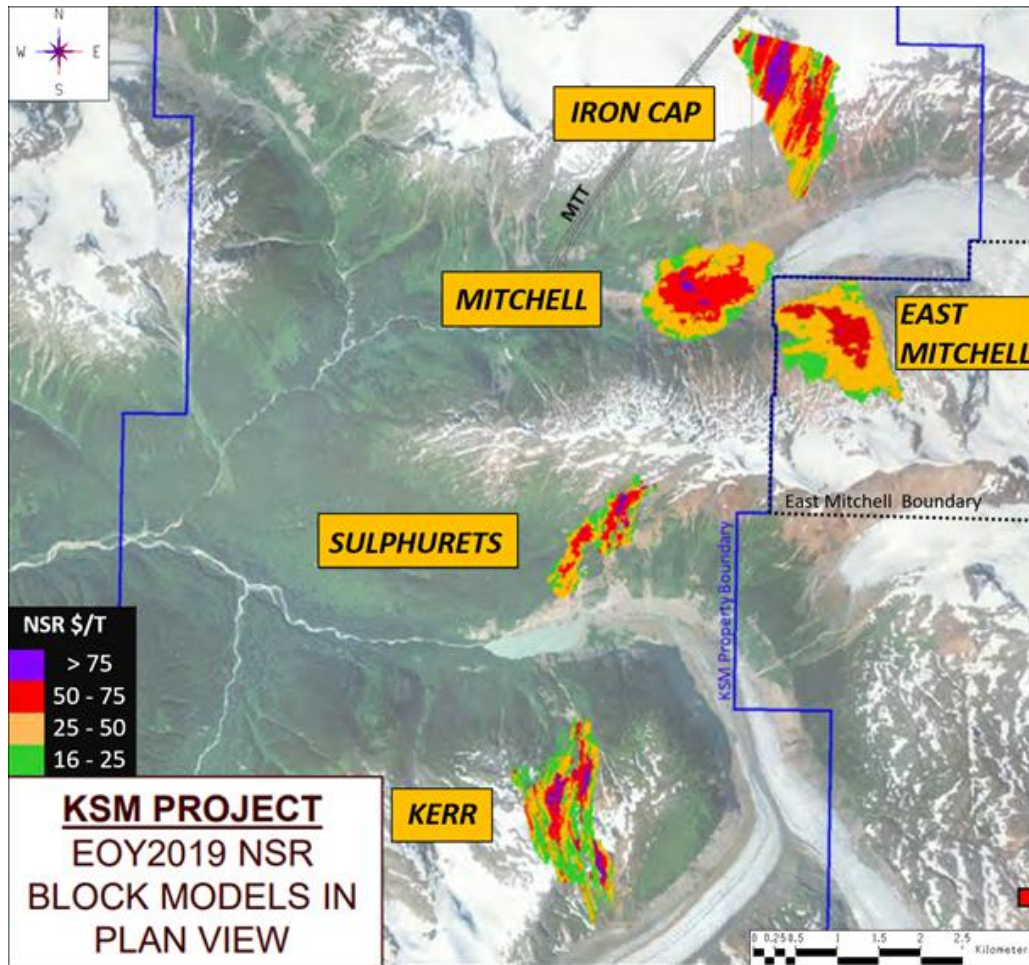 N
W E
S
IRON CAP
MTT
MITCHELL
EAST
MITCHELL
East Mitchell Boundary
SULPHURETS
KSM Property Boundary
NSR $/T
> 75
50 - 75
25 - 50
16 - 25
KERR
KSM PROJECT
EOY2019 NSR
BLOCK MODELS IN
PLAN VIEW
0 0.25 0.5 1 1.5 2 2.5
Kilometer